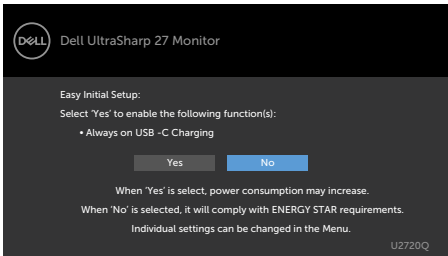 DELL Dell UltraSharp 27 Monitor
Easy Initial Setup:
Select 'Yes' to enable the following function(s):
• Always on USB -C Charging
Yes No
When 'Yes' is select, power consumption may increase.
When 'No' is selected, it will comply with ENERGY STAR requirements.
Individual settings can be changed in the Menu.
U2720Q